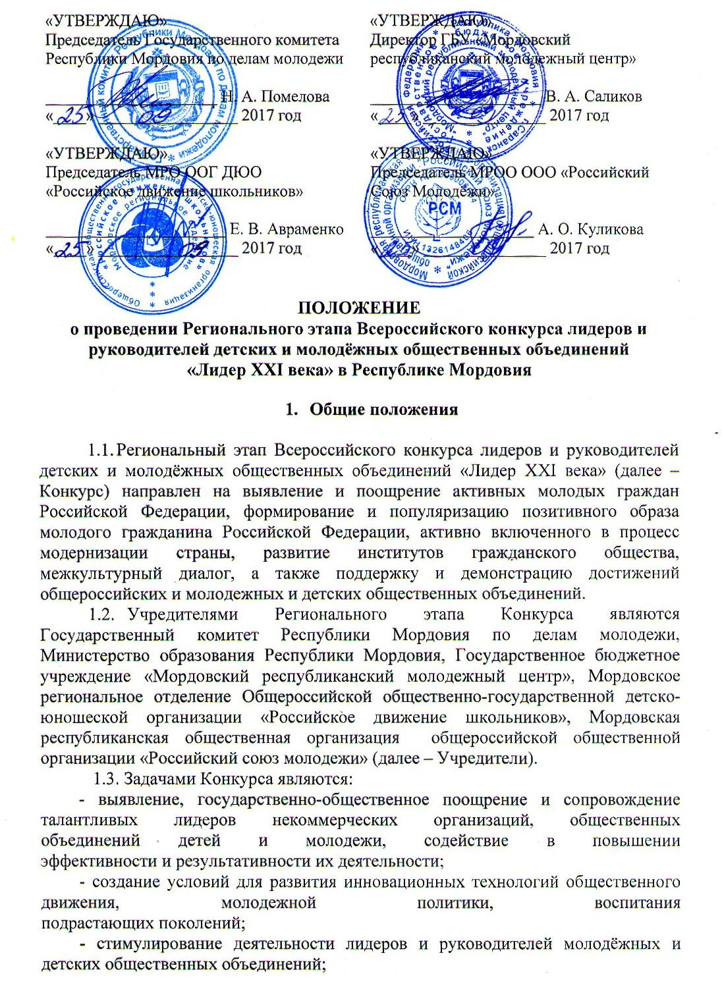 «УТВЕРЖДАЮ»
Председатель Государственного комитета
Республики Мордовия по делам молодежи
Н. А. Помелова
«25» 03 2017 год
«УТВЕРЖДАЮ»
Директор ГБУ «Мордовский
республиканский молодежный центр»
В. А. Саликов
«25» 2017 год
«УТВЕРЖДАЮ»
Председатель МРО ООГ ДЮО
«Российское движение школьников»
Е. В. Авраменко
«25» 03 2017 год
«УТВЕРЖДАЮ»
Председатель МРОО ООО «Российский
Союз Молодёжи»
РСМ
А. О. Куликова
2017 год
ПОЛОЖЕНИЕ
о проведении Регионального этапа Всероссийского конкурса лидеров и
руководителей детских и молодёжных общественных объединений
«Лидер XXI века» в Республике Мордовия
1. Общие положения
1.1. Региональный этап Всероссийского конкурса лидеров и руководителей
детских и молодёжных общественных объединений «Лидер XXI века» (далее –
Конкурс) направлен на выявление и поощрение активных молодых граждан
Российской Федерации, формирование и популяризацию позитивного образа
молодого гражданина Российской Федерации, активно включенного в процесс
модернизации страны, развитие институтов гражданского общества,
межкультурный диалог, а также поддержку и демонстрацию достижений
общероссийских и молодежных и детских общественных объединений.
1.2. Учредителями Регионального этапа Конкурса являются
Государственный комитет Республики Мордовия по делам молодежи,
Министерство образования Республики Мордовия, Государственное бюджетное
учреждение «Мордовский республиканский молодежный центр», Мордовское
региональное отделение Общероссийской общественно-государственной детско-
юношеской организации «Российское движение школьников», Мордовская
республиканская общественная организация общероссийской общественной
организации «Российский союз молодежи» (далее – Учредители).
1.3. Задачами Конкурса являются:
- выявление, государственно-общественное поощрение и сопровождение
талантливых лидеров некоммерческих организаций, общественных
объединений детей и молодежи, содействие в повышении
эффективности и результативности их деятельности;
- создание условий для развития инновационных технологий общественного
движения, молодежной политики, воспитания
подрастающих поколений;
- стимулирование деятельности лидеров и руководителей молодёжных и
детских общественных объединений;